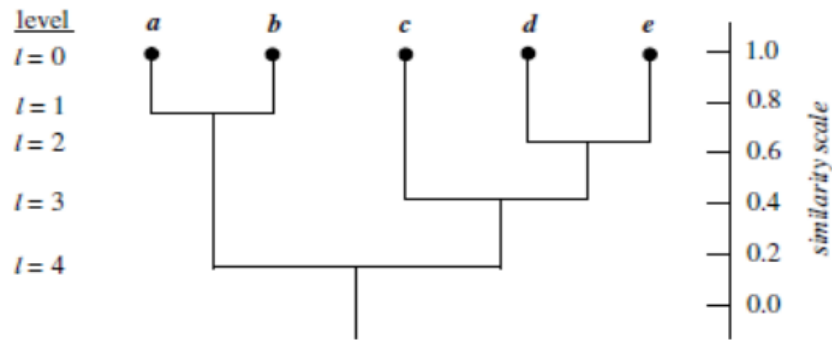 level a b c d e
l = 0
l = 1
l = 2
l = 3
l = 4
1.0
0.8
0.6
0.4
0.2
0.0
similarity scale